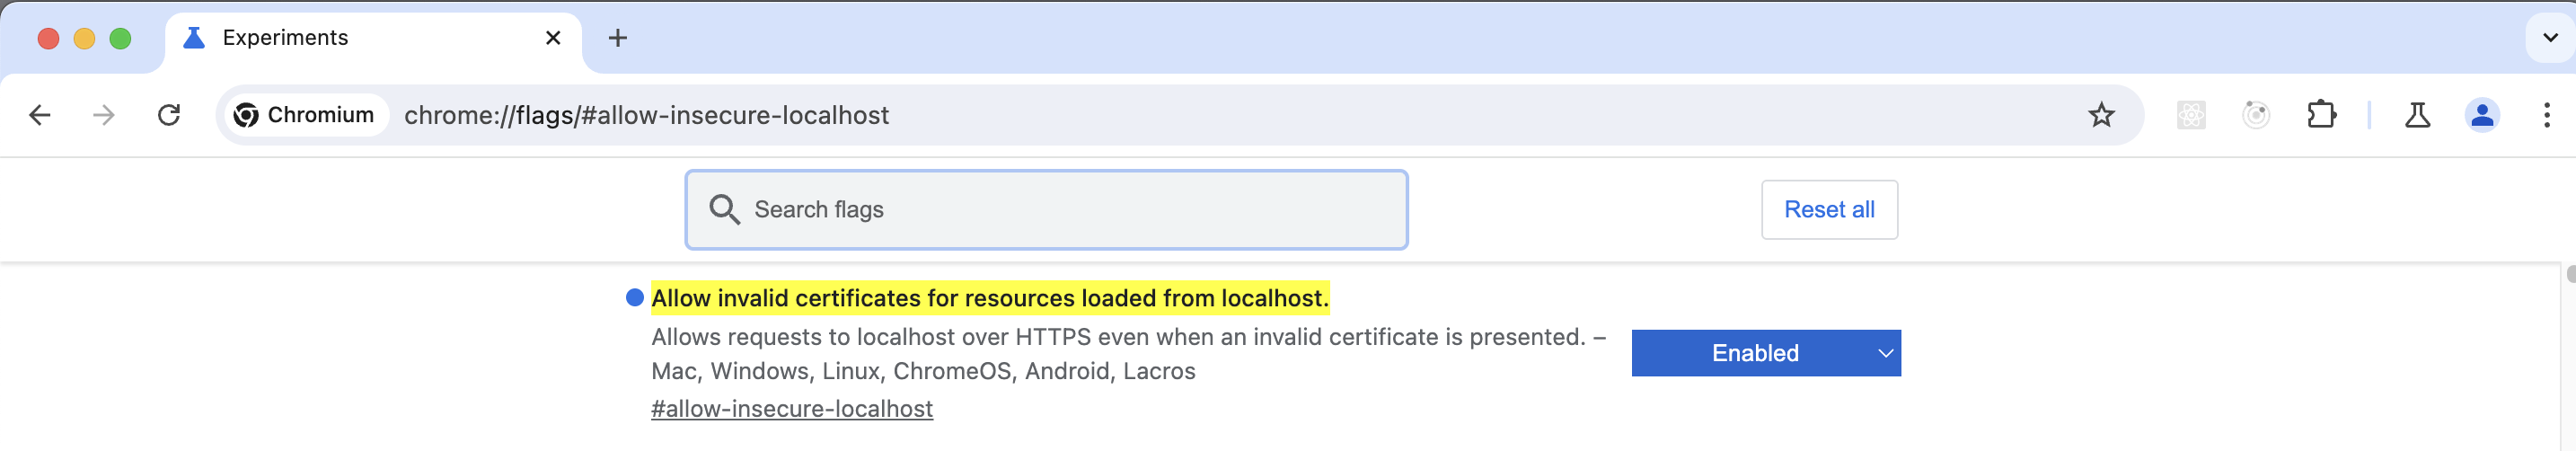 Experiments
Chromium chrome://flags/#allow-insecure-localhost
Search flags
Reset all
Allow invalid certificates for resources loaded from localhost.
Allows requests to localhost over HTTPS even when an invalid certificate is presented. –
Mac, Windows, Linux, ChromeOS, Android, Lacros
#allow-insecure-localhost
Enabled